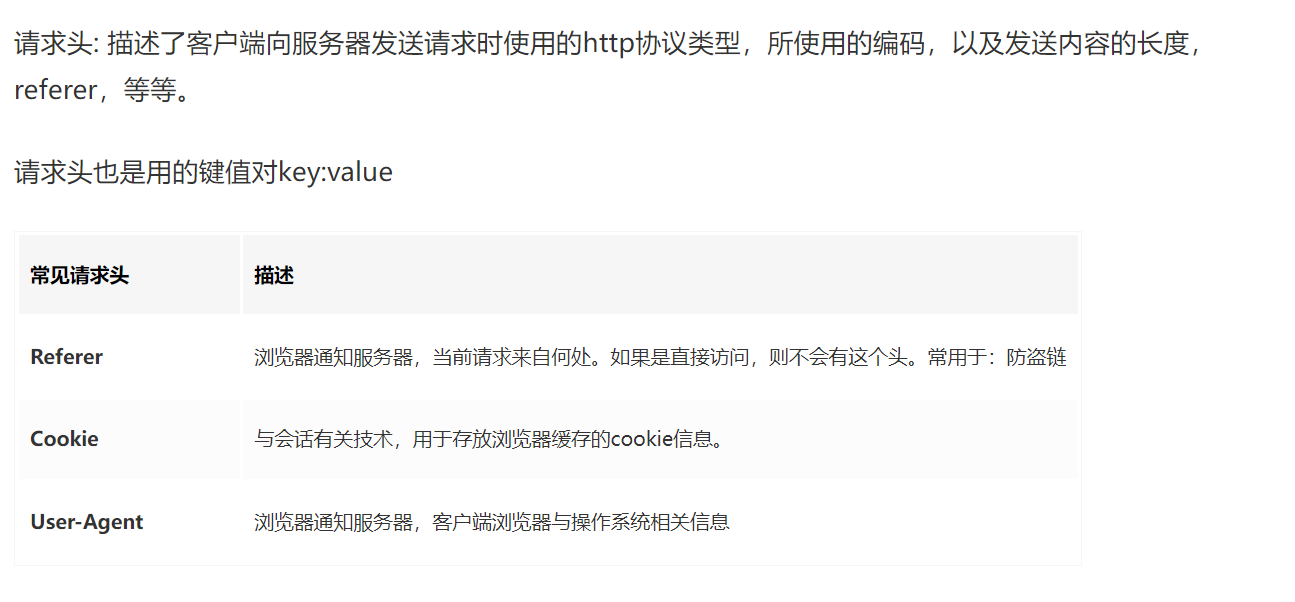 请求头: 描述了客户端向服务器发送请求时使用的http协议类型，所使用的编码，以及发送内容的长度，
referer，等等。
请求头也是用的键值对key:value
常见请求头 描述
Referer 浏览器通知服务器，当前请求来自何处。如果是直接访问，则不会有这个头。常用于：防盗链
Cookie 与会话有关技术，用于存放浏览器缓存的cookie信息。
User-Agent 浏览器通知服务器，客户端浏览器与操作系统相关信息